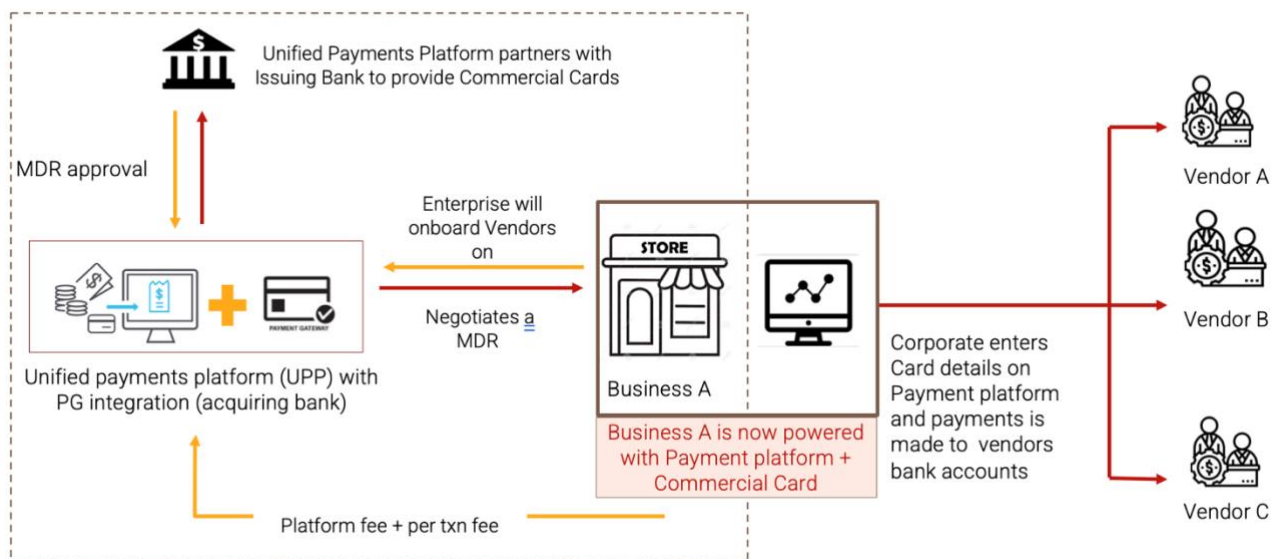 Unified Payments Platform partners with
Issuing Bank to provide Commercial Cards
MDR approval
Enterprise will
onboard Vendors
on
Negotiates a
MDR
PAYMENT GATEWAY
Unified payments platform (UPP) with
PG integration (acquiring bank)
STORE
Business A
Business A is now powered
with Payment platform +
Commercial Card
Platform fee + per txn fee
Corporate enters
Card details on
Payment platform
and payments is
made to vendors
bank accounts
Vendor A
Vendor B
Vendor C